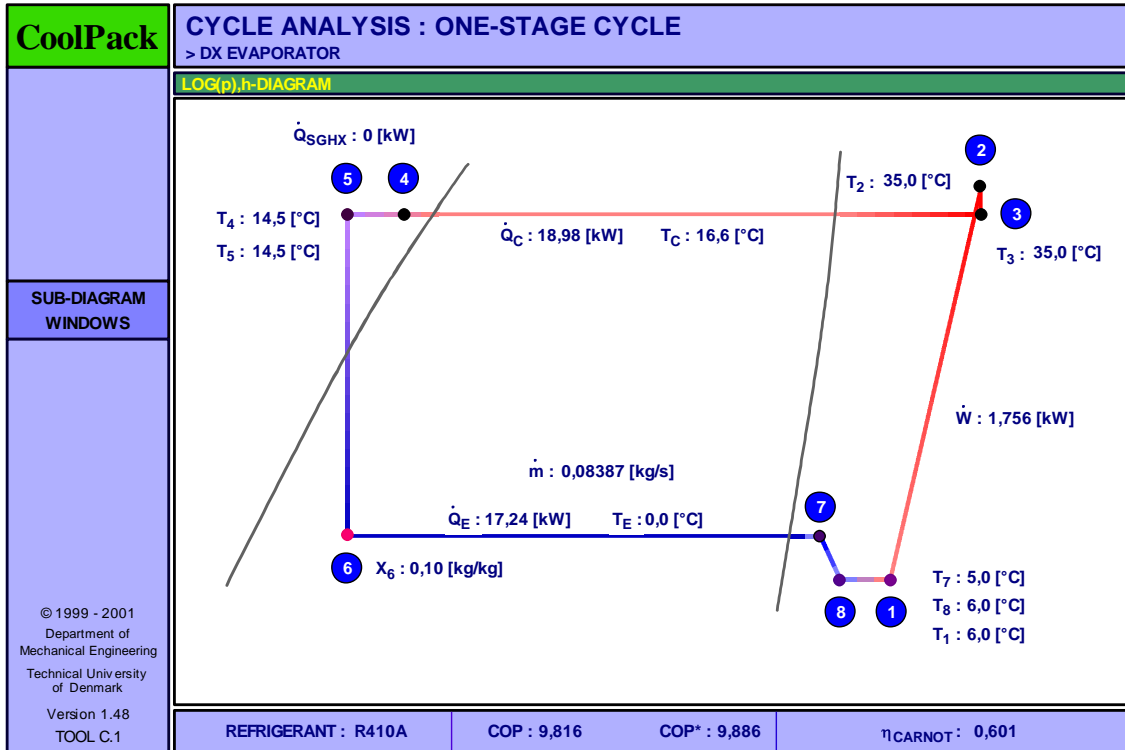 CoolPack
CYCLE ANALYSIS : ONE-STAGE CYCLE
> DX EVAPORATOR
LOG(p),h-DIAGRAM
Q̇SGHX : 0 [kW]
5
4
2
3
T2 : 35,0 [°C]
T4 : 14,5 [°C]
Q̇C : 18,98 [kW]
TC : 16,6 [°C]
T5 : 14,5 [°C]
T3 : 35,0 [°C]
SUB-DIAGRAM
WINDOWS
Ẇ : 1,756 [kW]
ṁ : 0,08387 [kg/s]
7
Q̇E : 17,24 [kW]
TE : 0,0 [°C]
6
X6 : 0,10 [kg/kg]
8
1
T7 : 5,0 [°C]
T8 : 6,0 [°C]
T1 : 6,0 [°C]
© 1999 - 2001
Department of
Mechanical Engineering
Technical University
of Denmark
Version 1.48
TOOL C.1
REFRIGERANT : R410A
COP : 9,816
COP* : 9,886
ηCARNOT : 0,601